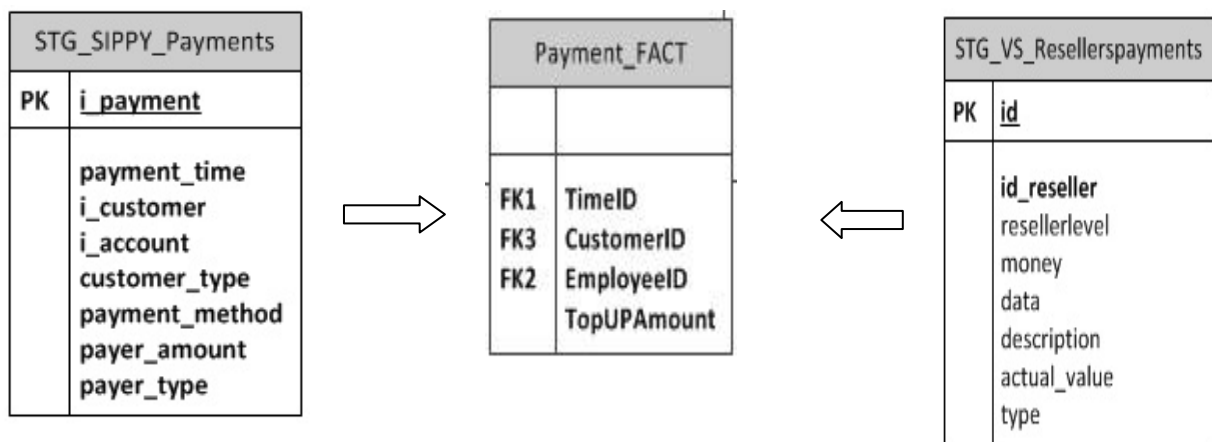 STG_SIPPY_Payments
PK i_payment
payment_time
i_customer
i_account
customer_type
payment_method
payer_amount
payer_type
Payment_FACT
FK1 TimeID
FK3 CustomerID
FK2 EmployeeID
TopUPAmount
STG_VS_Resellerspayments
PK id
id_reseller
resellerlevel
money
data
description
actual_value
type